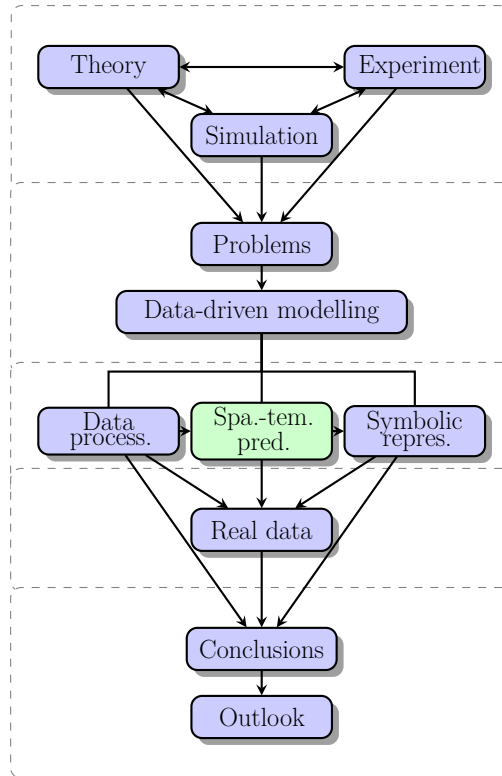 Theory
Experiment
Simulation
Problems
Data-driven modelling
Data
process.
Spa.-tem.
pred.
Symbolic
repres.
Real data
Conclusions
Outlook